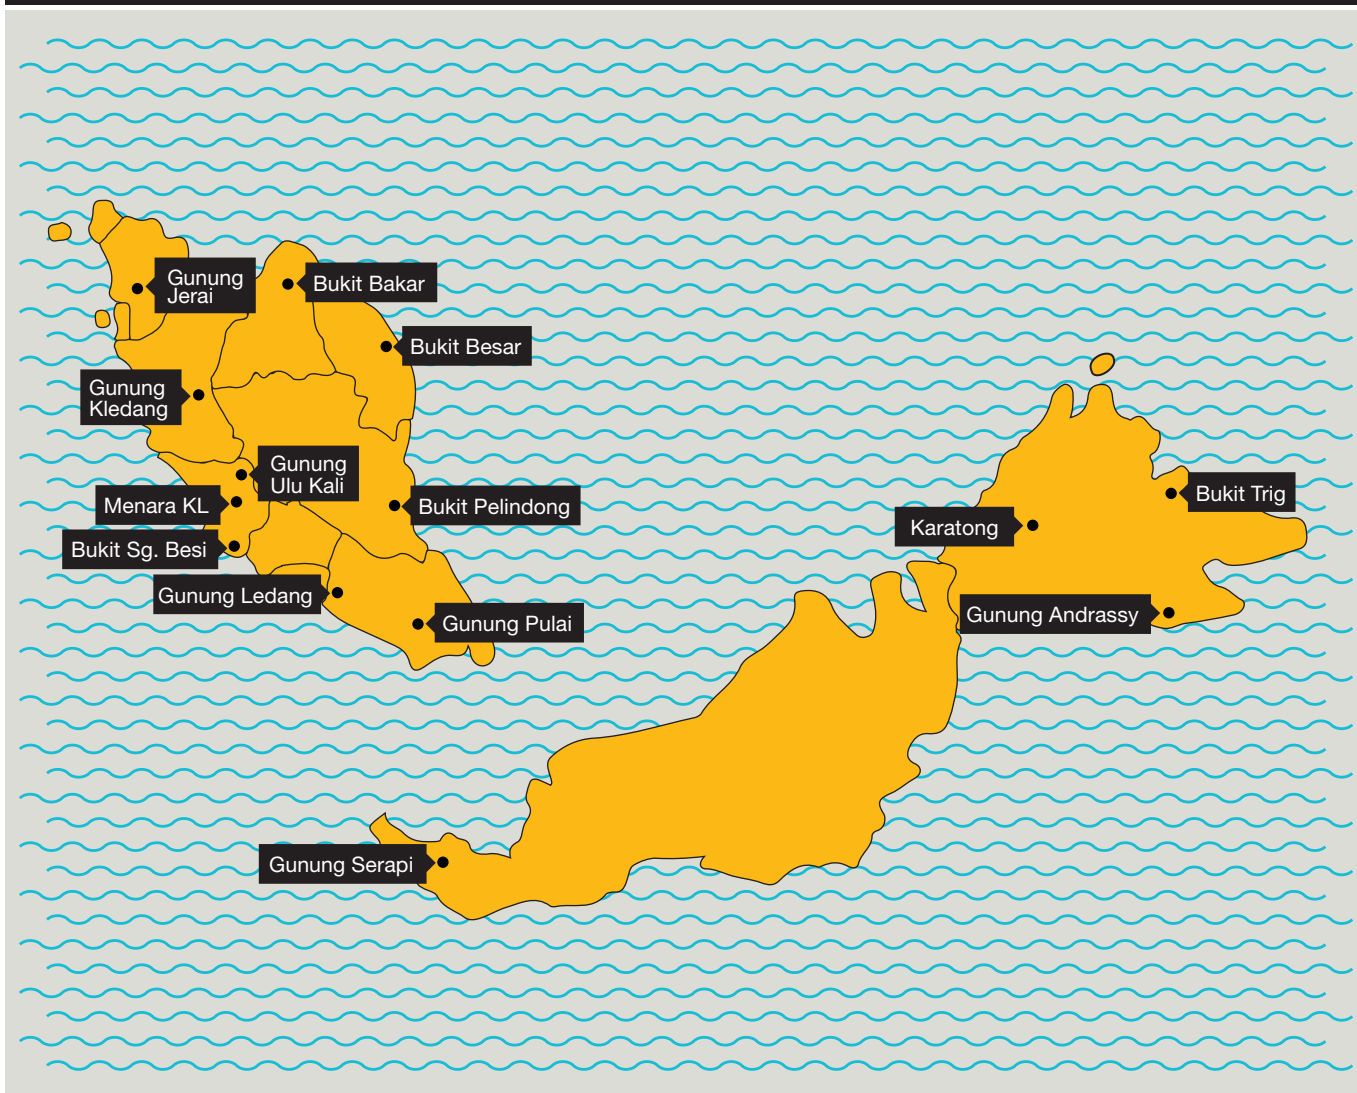 Gunung
Jerai
Bukit Bakar
Bukit Besar
Gunung
Kledang
Gunung
Ulu Kali
Menara KL
Bukit Pelindong
Bukit Sg. Besi
Gunung Ledang
Gunung Pulai
Bukit Trig
Karatong
Gunung Andrassy
Gunung Serapi